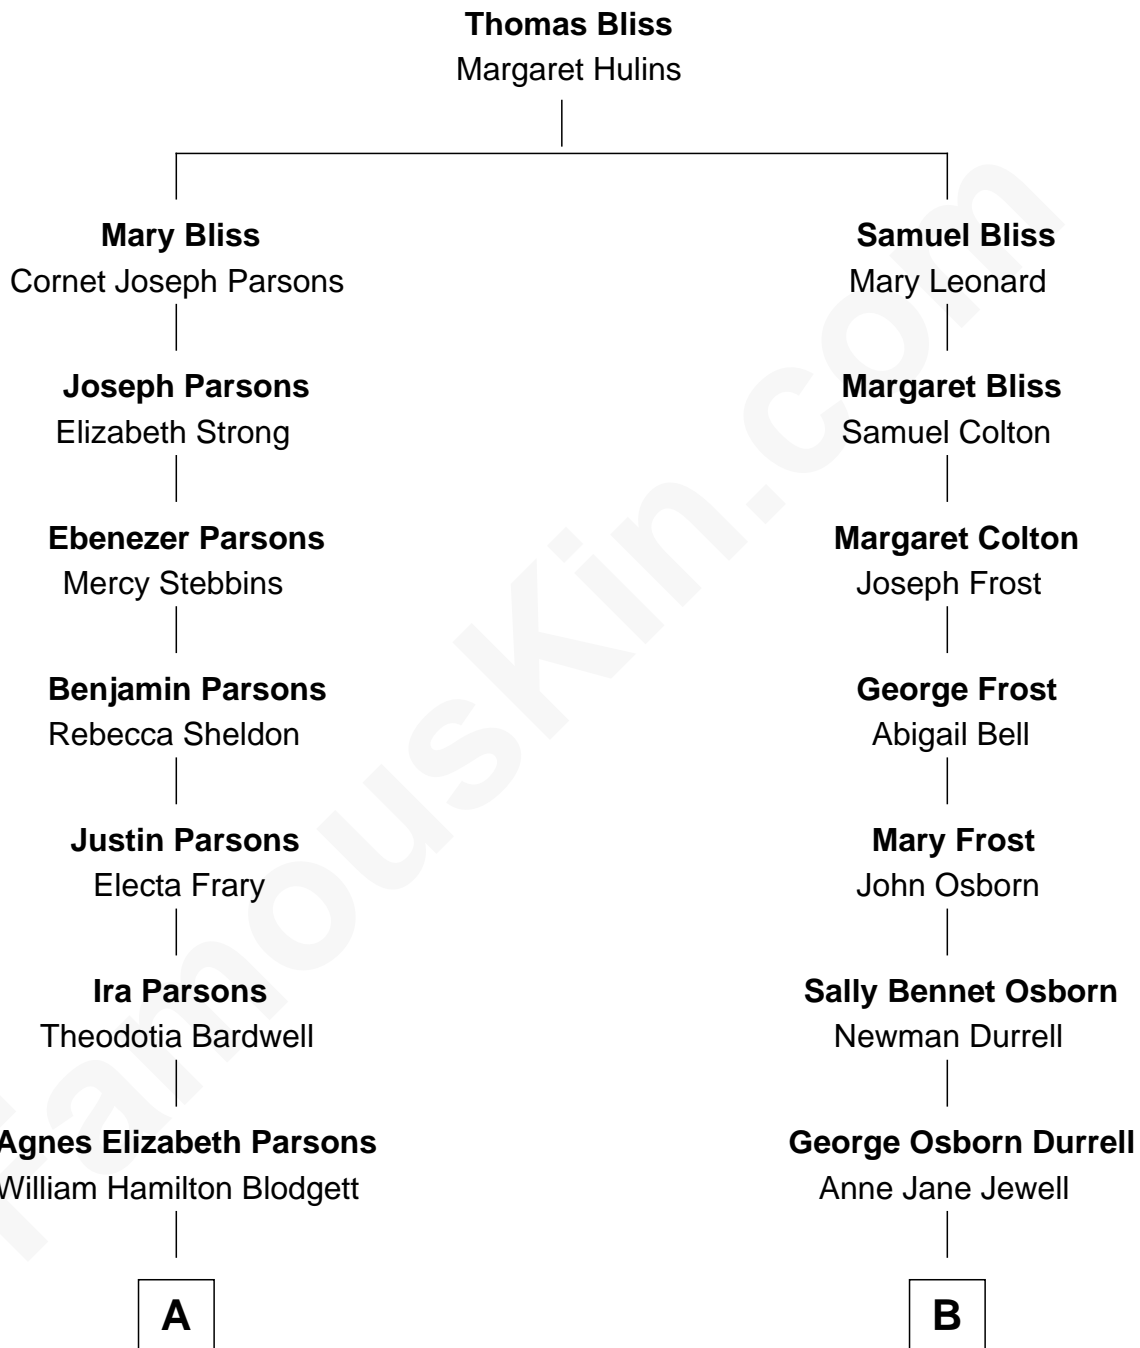 Thomas Bliss
Margaret Hulins
Mary Bliss
Cornet Joseph Parsons
Samuel Bliss
Mary Leonard
Joseph Parsons
Elizabeth Strong
Margaret Bliss
Samuel Colton
Ebenezer Parsons
Mercy Stebbins
Margaret Colton
Joseph Frost
Benjamin Parsons
Rebecca Sheldon
George Frost
Abigail Bell
Justin Parsons
Electa Frary
Mary Frost
John Osborn
Ira Parsons
Theodotia Bardwell
Sally Bennet Osborn
Newman Durrell
Agnes Elizabeth Parsons
William Hamilton Blodgett
George Osborn Durrell
Anne Jane Jewell
A
B
FamousKin.com